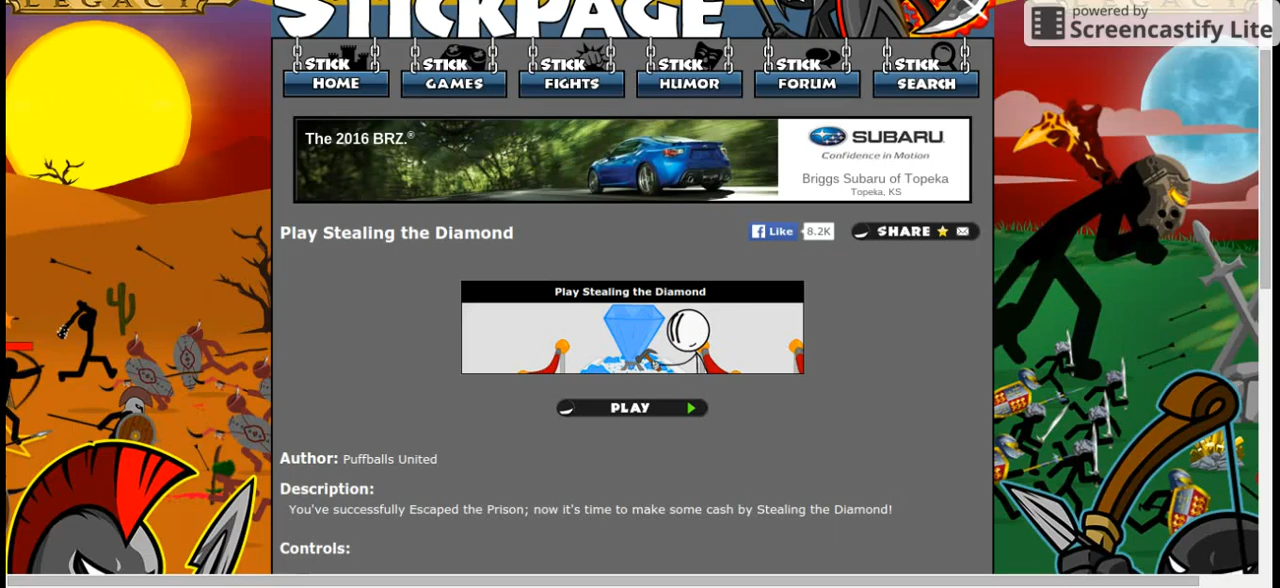 LEGACY
STICKPAGE
powered by
Screencastify Lite
STICK HOME
STICK GAMES
STICK FIGHTS
STICK HUMOR
STICK FORUM
STICK SEARCH
The 2016 BRZ.®
SUBARU
Confidence in Motion
Briggs Subaru of Topeka
Topeka, KS
Play Stealing the Diamond
Like 8.2K
SHARE
Play Stealing the Diamond
PLAY
Author: Puffballs United
Description:
You've successfully Escaped the Prison; now it's time to make some cash by Stealing the Diamond!
Controls: